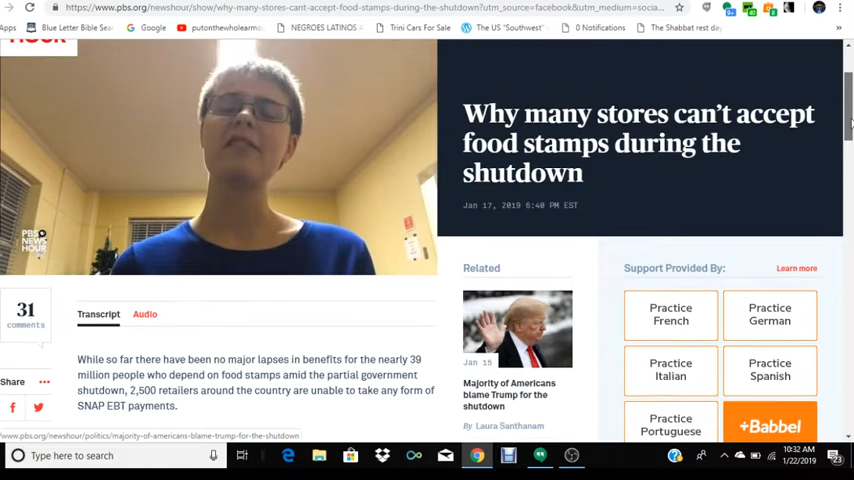 https://www.pbs.org/newshour/show/why-many-stores-cant-accept-food-stamps-during-the-shutdown?utm_source=facebook&utm_medium=socia...
Apps
Blue Letter Bible Sea
Google
putonthewholearmo
NEGROES LATINOS A
Trini Cars For Sale
The US "Southwest"
0 Notifications
The Shabbat rest day
»
HOUR
PBS
NEWS
HOUR
Why many stores can't accept
food stamps during the
shutdown
Jan 17, 2019 6:40 PM EST
31
comments
Share
Transcript
Audio
While so far there have been no major lapses in benefits for the nearly 39
million people who depend on food stamps amid the partial government
shutdown, 2,500 retailers around the country are unable to take any form of
SNAP EBT payments.
Related
Jan 15
Majority of Americans
blame Trump for the
shutdown
By Laura Santhanam
Support Provided By:
Learn more
Practice
French
Practice
German
Practice
Italian
Practice
Spanish
Practice
Portuguese
+Babbel
www.pbs.org/newshour/politics/majority-of-americans-blame-trump-for-the-shutdown
Type here to search
10:32 AM
1/22/2019
23